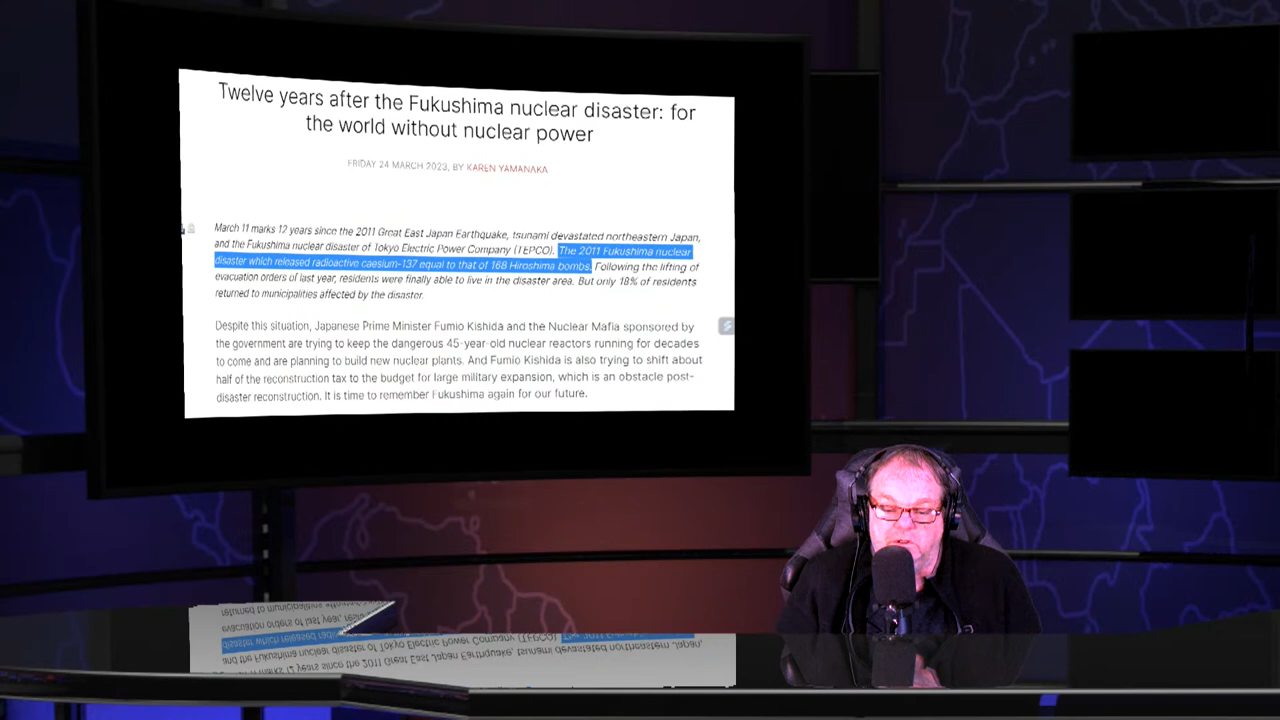 Twelve years after the Fukushima nuclear disaster: for
the world without nuclear power
FRIDAY 24 MARCH 2023, BY KAREN YAMANAKA
March 11 marks 12 years since the 2011 Great East Japan Earthquake, tsunami devastated northeastern Japan,
and the Fukushima nuclear disaster of Tokyo Electric Power Company (TEPCO). The 2011 Fukushima nuclear
disaster which released radioactive caesium-137 equal to that of 168 Hiroshima bombs. Following the lifting of
evacuation orders of last year, residents were finally able to live in the disaster area. But only 18% of residents
returned to municipalities affected by the disaster.
Despite this situation, Japanese Prime Minister Fumio Kishida and the Nuclear Mafia sponsored by
the government are trying to keep the dangerous 45-year-old nuclear reactors running for decades
to come and are planning to build new nuclear plants. And Fumio Kishida is also trying to shift about
half of the reconstruction tax to the budget for large military expansion, which is an obstacle post-
disaster reconstruction. It is time to remember Fukushima again for our future.